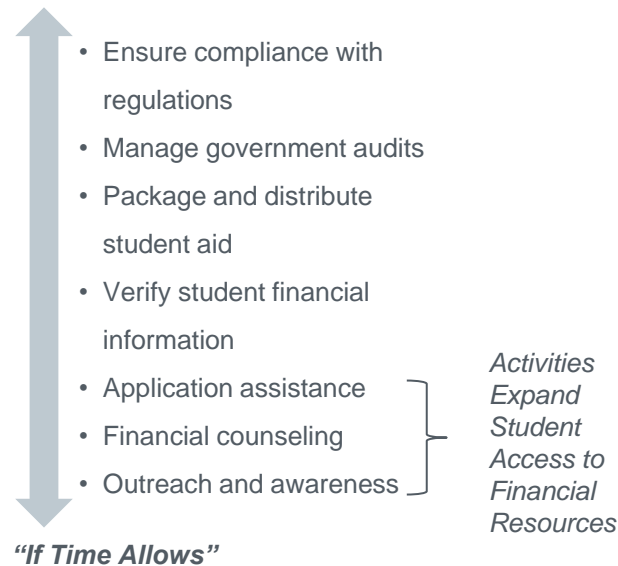 • Ensure compliance with
regulations
• Manage government audits
• Package and distribute
student aid
• Verify student financial
information
• Application assistance
• Financial counseling
• Outreach and awareness
Activities
Expand
Student
Access to
Financial
Resources
“If Time Allows”